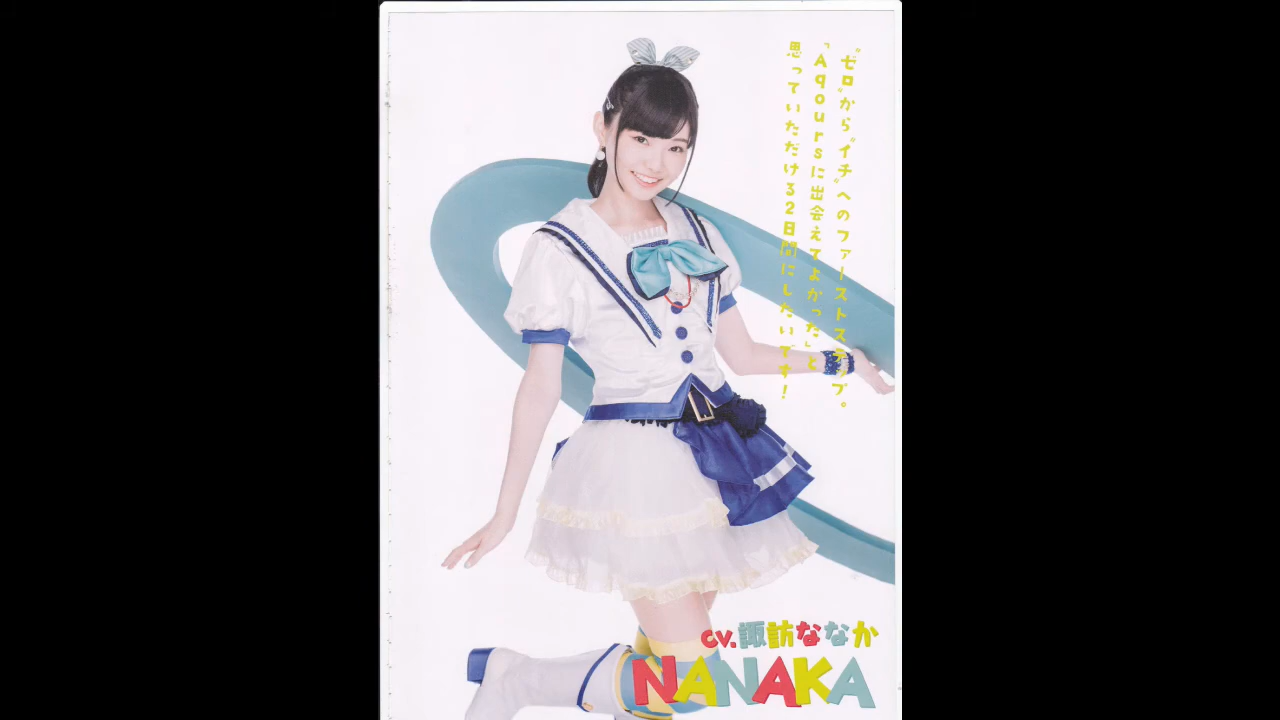 “ゼロ”から“イチ”へのファーストステップ。
「Aqoursに出会えてよかった」と
思っていただける2日間にしたいです!
cv.諏訪ななか
NANAKA